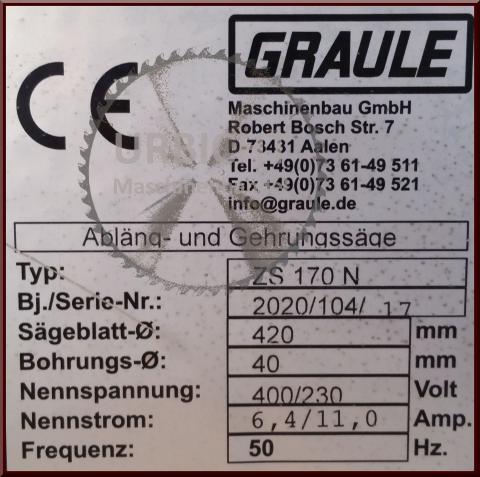 CE
GRAULE
Maschinenbau GmbH
Robert Bosch Str. 7
D-73431 Aalen
Tel. +49(0)73 61-49 511
Fax +49(0)73 61-49 521
info@graule.de
Abläng- und Gehrungssäge
Typ: ZS 170 N
Bj./Serie-Nr.: 2020/104/ 17
Sägeblatt-Ø: 420 mm
Bohrungs-Ø: 40 mm
Nennspannung: 400/230 Volt
Nennstrom: 6,4/11,0 Amp.
Frequenz: 50 Hz.